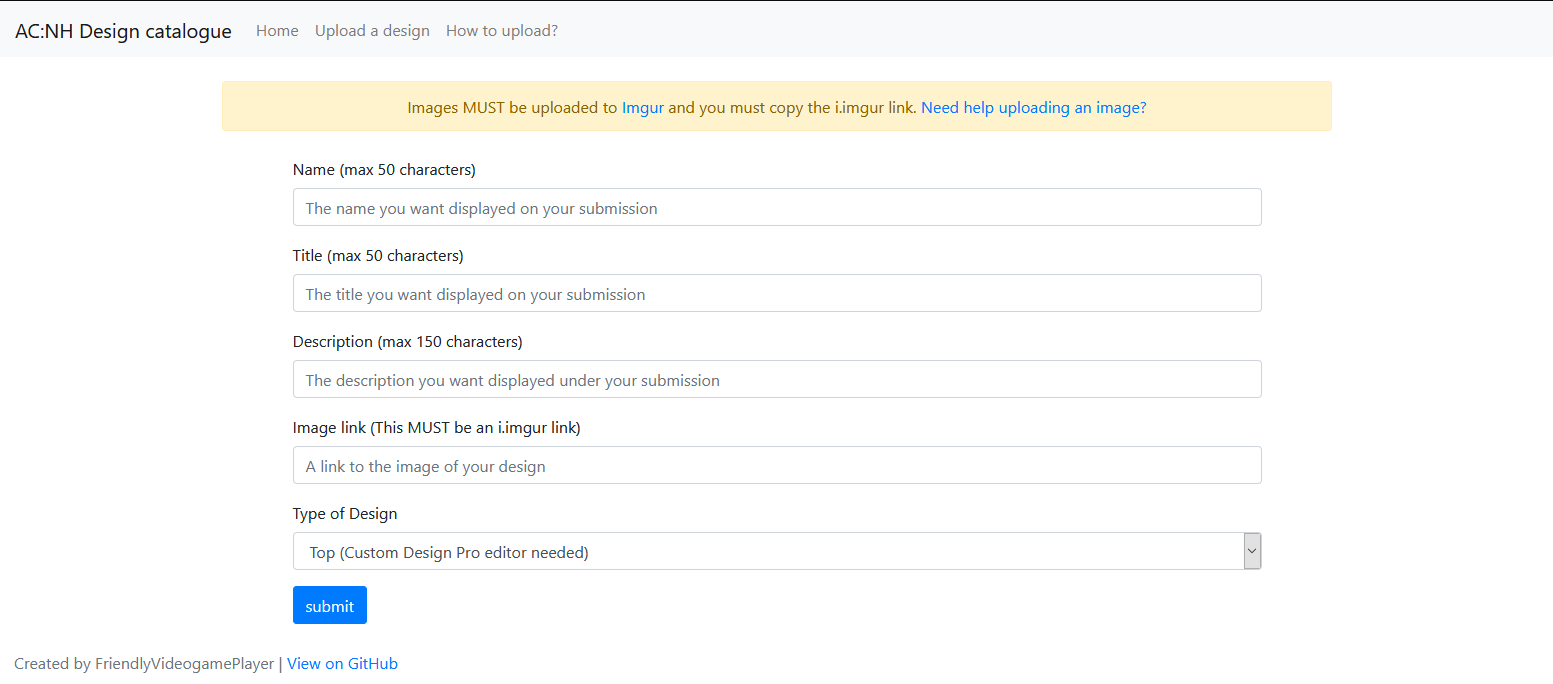 AC:NH Design catalogue Home Upload a design How to upload?
Images MUST be uploaded to Imgur and you must copy the i.imgur link. Need help uploading an image?
Name (max 50 characters)
The name you want displayed on your submission
Title (max 50 characters)
The title you want displayed on your submission
Description (max 150 characters)
The description you want displayed under your submission
Image link (This MUST be an i.imgur link)
A link to the image of your design
Type of Design
Top (Custom Design Pro editor needed)
submit
Created by FriendlyVideogamePlayer | View on GitHub